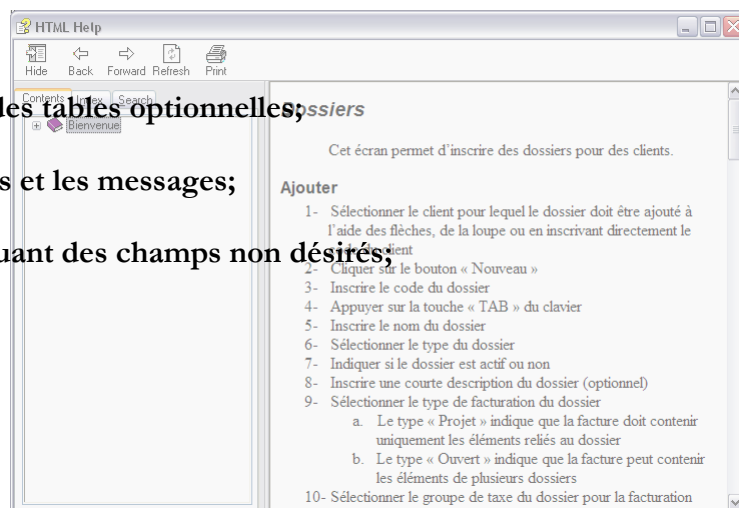 HTML Help
Hide Back Forward Refresh Print
Contents Index Search
Bienvenue
des tables optionnelles;
s et les messages;
uant des champs non désirés;
Dossiers
Cet écran permet d'inscrire des dossiers pour des clients.
Ajouter
1- Sélectionner le client pour lequel le dossier doit être ajouté à
l'aide des flèches, de la loupe ou en inscrivant directement le
code du client
2- Cliquer sur le bouton « Nouveau »
3- Inscrire le code du dossier
4- Appuyer sur la touche « TAB » du clavier
5- Inscrire le nom du dossier
6- Sélectionner le type du dossier
7- Indiquer si le dossier est actif ou non
8- Inscrire une courte description du dossier (optionnel)
9- Sélectionner le type de facturation du dossier
a. Le type « Projet » indique que la facture doit contenir
uniquement les éléments reliés au dossier
b. Le type « Ouvert » indique que la facture peut contenir
les éléments de plusieurs dossiers
10- Sélectionner le groupe de taxe du dossier pour la facturation